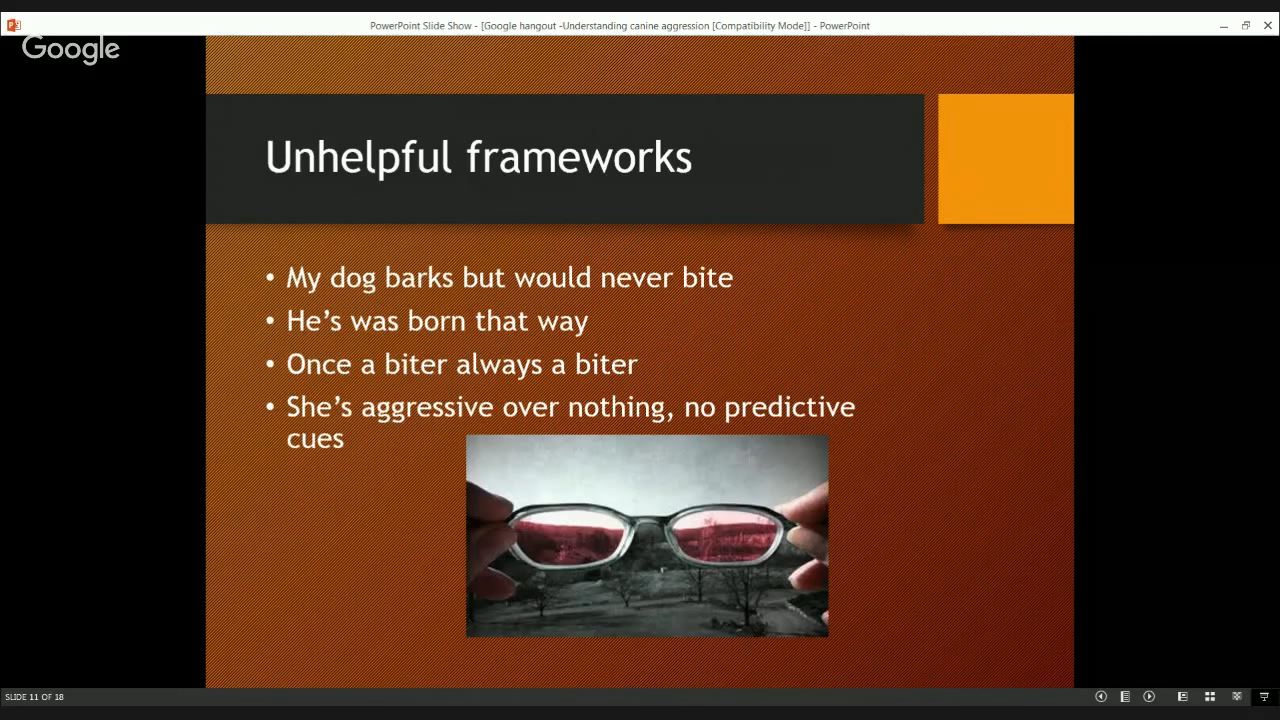 PowerPoint Slide Show - [Google hangout -Understanding canine aggression [Compatibility Mode]] - PowerPoint
Google
Unhelpful frameworks
• My dog barks but would never bite
• He’s was born that way
• Once a biter always a biter
• She’s aggressive over nothing, no predictive
cues
SLIDE 11 OF 18